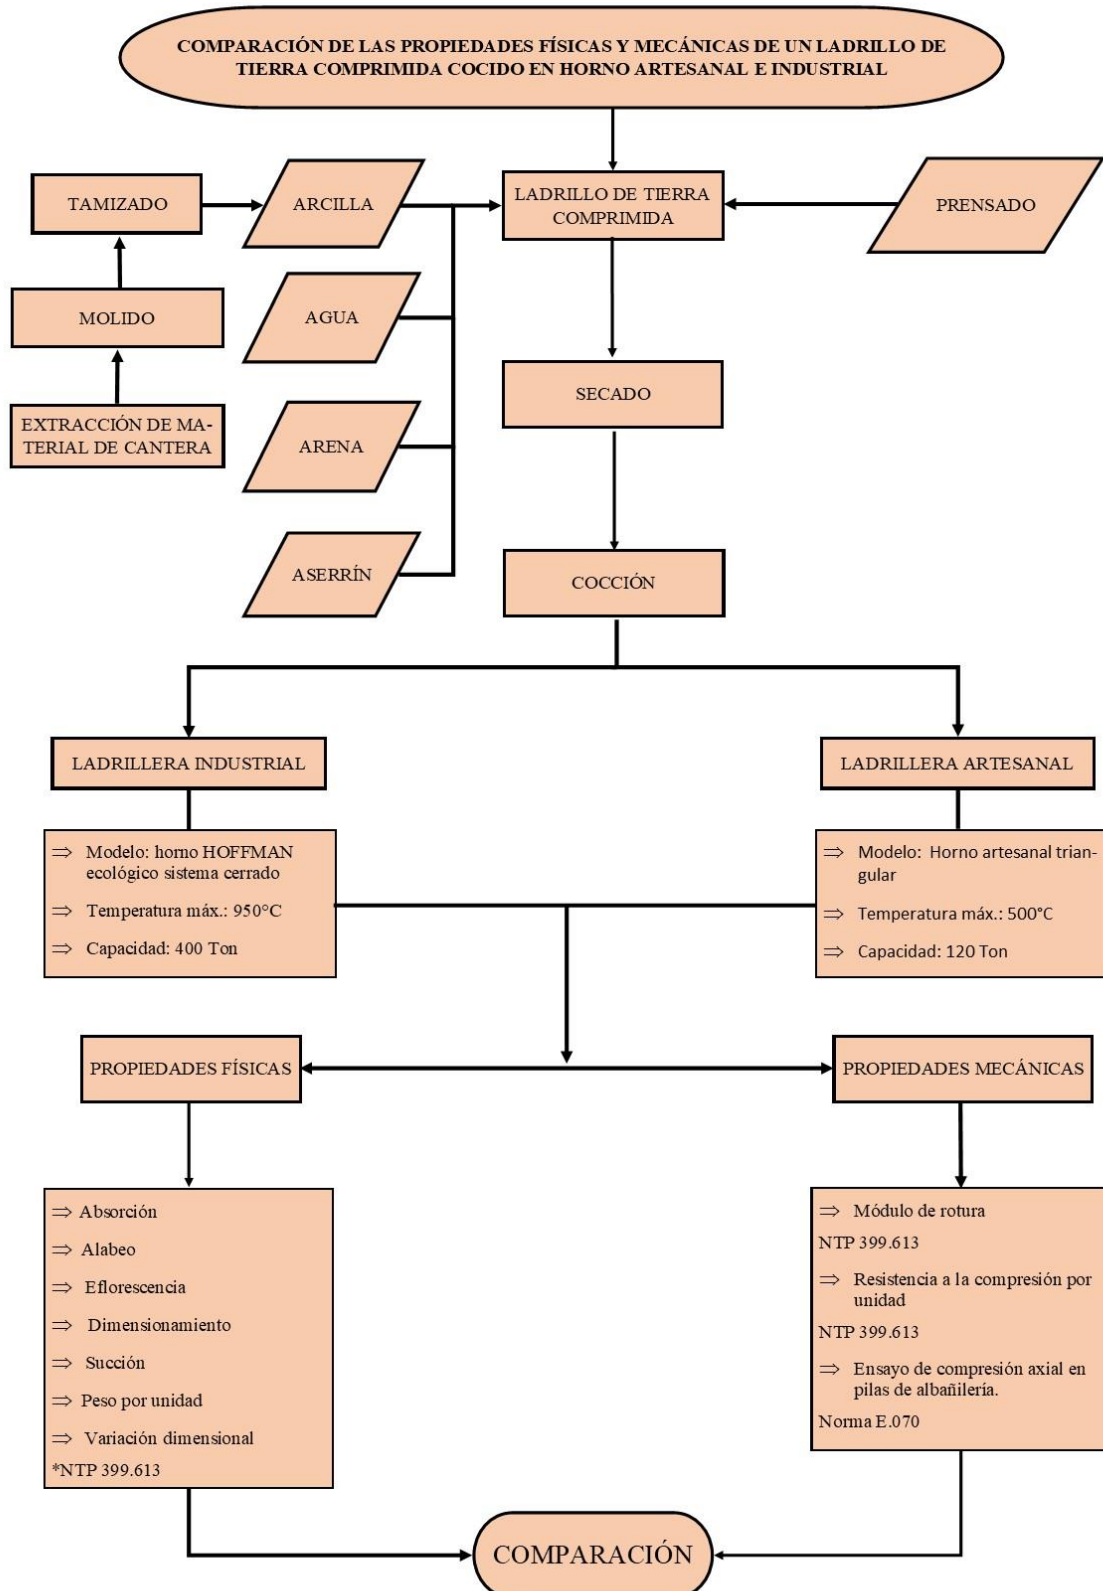 COMPARACIÓN DE LAS PROPIEDADES FÍSICAS Y MECÁNICAS DE UN LADRILLO DE
TIERRA COMPRIMIDA COCIDO EN HORNO ARTESANAL E INDUSTRIAL
TAMIZADO
ARCILLA
LADRILLO DE TIERRA
COMPRIMIDA
PRENSADO
MOLIDO
AGUA
EXTRACCIÓN DE MA-
TERIAL DE CANTERA
SECADO
ARENA
ASERRÍN
COCCIÓN
LADRILLERA INDUSTRIAL
LADRILLERA ARTESANAL
⇒ Modelo: horno HOFFMAN
ecológico sistema cerrado
⇒ Temperatura máx.: 950°C
⇒ Capacidad: 400 Ton
⇒ Modelo: Horno artesanal trian-
gular
⇒ Temperatura máx.: 500°C
⇒ Capacidad: 120 Ton
PROPIEDADES FÍSICAS
PROPIEDADES MECÁNICAS
⇒ Absorción
⇒ Alabeo
⇒ Eflorescencia
⇒ Dimensionamiento
⇒ Succión
⇒ Peso por unidad
⇒ Variación dimensional
*NTP 399.613
⇒ Módulo de rotura
NTP 399.613
⇒ Resistencia a la compresión por
unidad
NTP 399.613
⇒ Ensayo de compresión axial en
pilas de albañilería.
Norma E.070
COMPARACIÓN